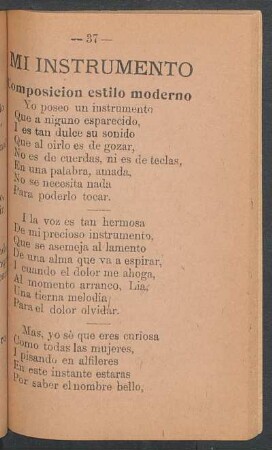 — 37 —
MI INSTRUMENTO
Composicion estilo moderno
Yo poseo un instrumento
Que a niguno esparecido,
I es tan dulce su sonido
Que al oirlo es de gozar,
No es de cuerdas, ni es de teclas,
En una palabra, amada,
No se necesita nada
Para poderlo tocar.
I la voz es tan hermosa
De mi precioso instrumento,
Que se asemeja al lamento
De una alma que va a espirar,
I cuando el dolor me ahoga,
Al momento arranco, Lia,
Una tierna melodia
Para el dolor olvidar.
Mas, yo sé que eres curiosa
Como todas las mujeres,
I pisando en alfileres
En este instante estaras
Por saber el nombre bello,